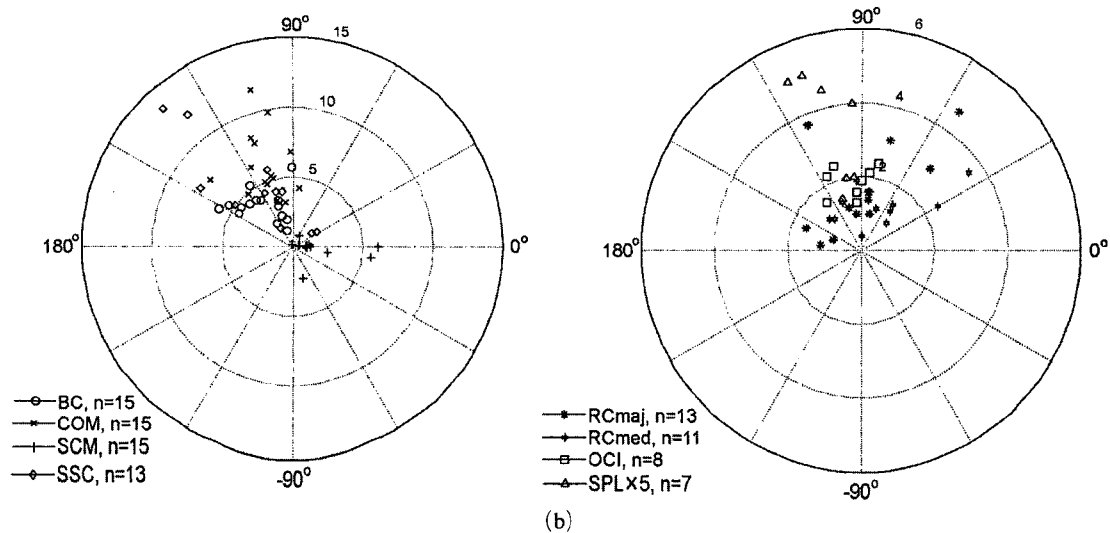 90°
15
10
5
180°
0°
-90°
BC, n=15
COM, n=15
SCM, n=15
SSC, n=13
90°
6
4
2
180°
0°
-90°
RCmaj, n=13
RCmed, n=11
OCI, n=8
SPL×5, n=7
(b)